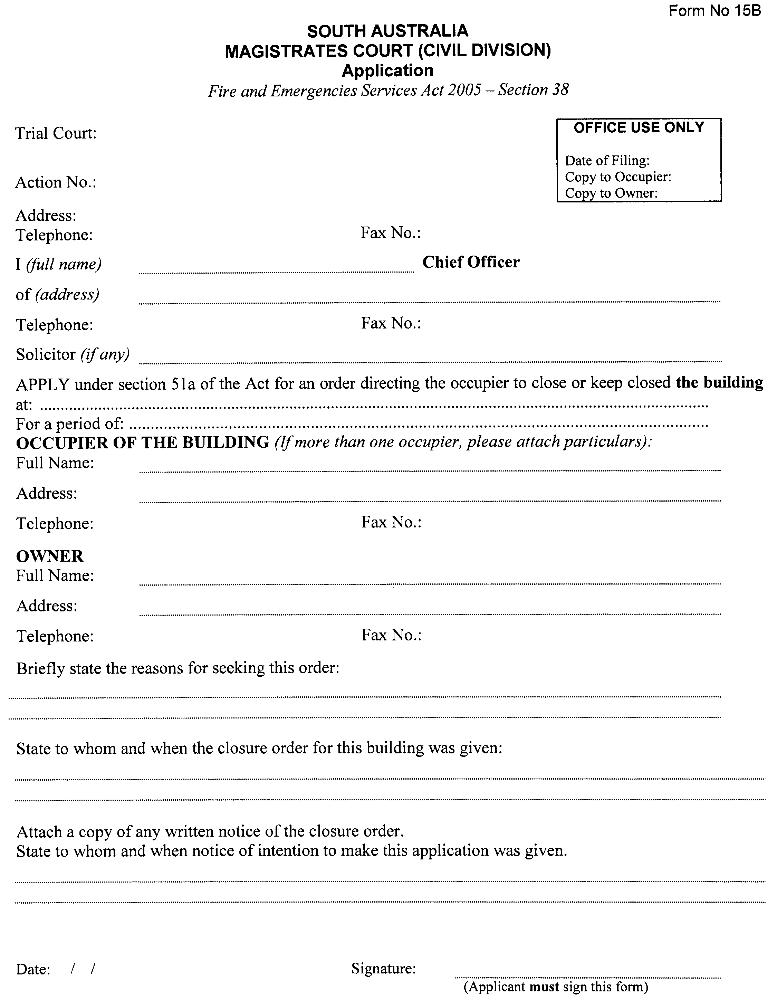 Form No 15B
SOUTH AUSTRALIA
MAGISTRATES COURT (CIVIL DIVISION)
Application
Fire and Emergencies Services Act 2005 – Section 38
Trial Court:
OFFICE USE ONLY
Date of Filing:
Copy to Occupier:
Copy to Owner:
Action No.:
Address:
Telephone: Fax No.:
I (full name) Chief Officer
of (address)
Telephone: Fax No.:
Solicitor (if any)
APPLY under section 51a of the Act for an order directing the occupier to close or keep closed the building
at:
For a period of:
OCCUPIER OF THE BUILDING (If more than one occupier, please attach particulars):
Full Name:
Address:
Telephone: Fax No.:
OWNER
Full Name:
Address:
Telephone: Fax No.:
Briefly state the reasons for seeking this order:
State to whom and when the closure order for this building was given:
Attach a copy of any written notice of the closure order.
State to whom and when notice of intention to make this application was given.
Date: / / Signature:
(Applicant must sign this form)